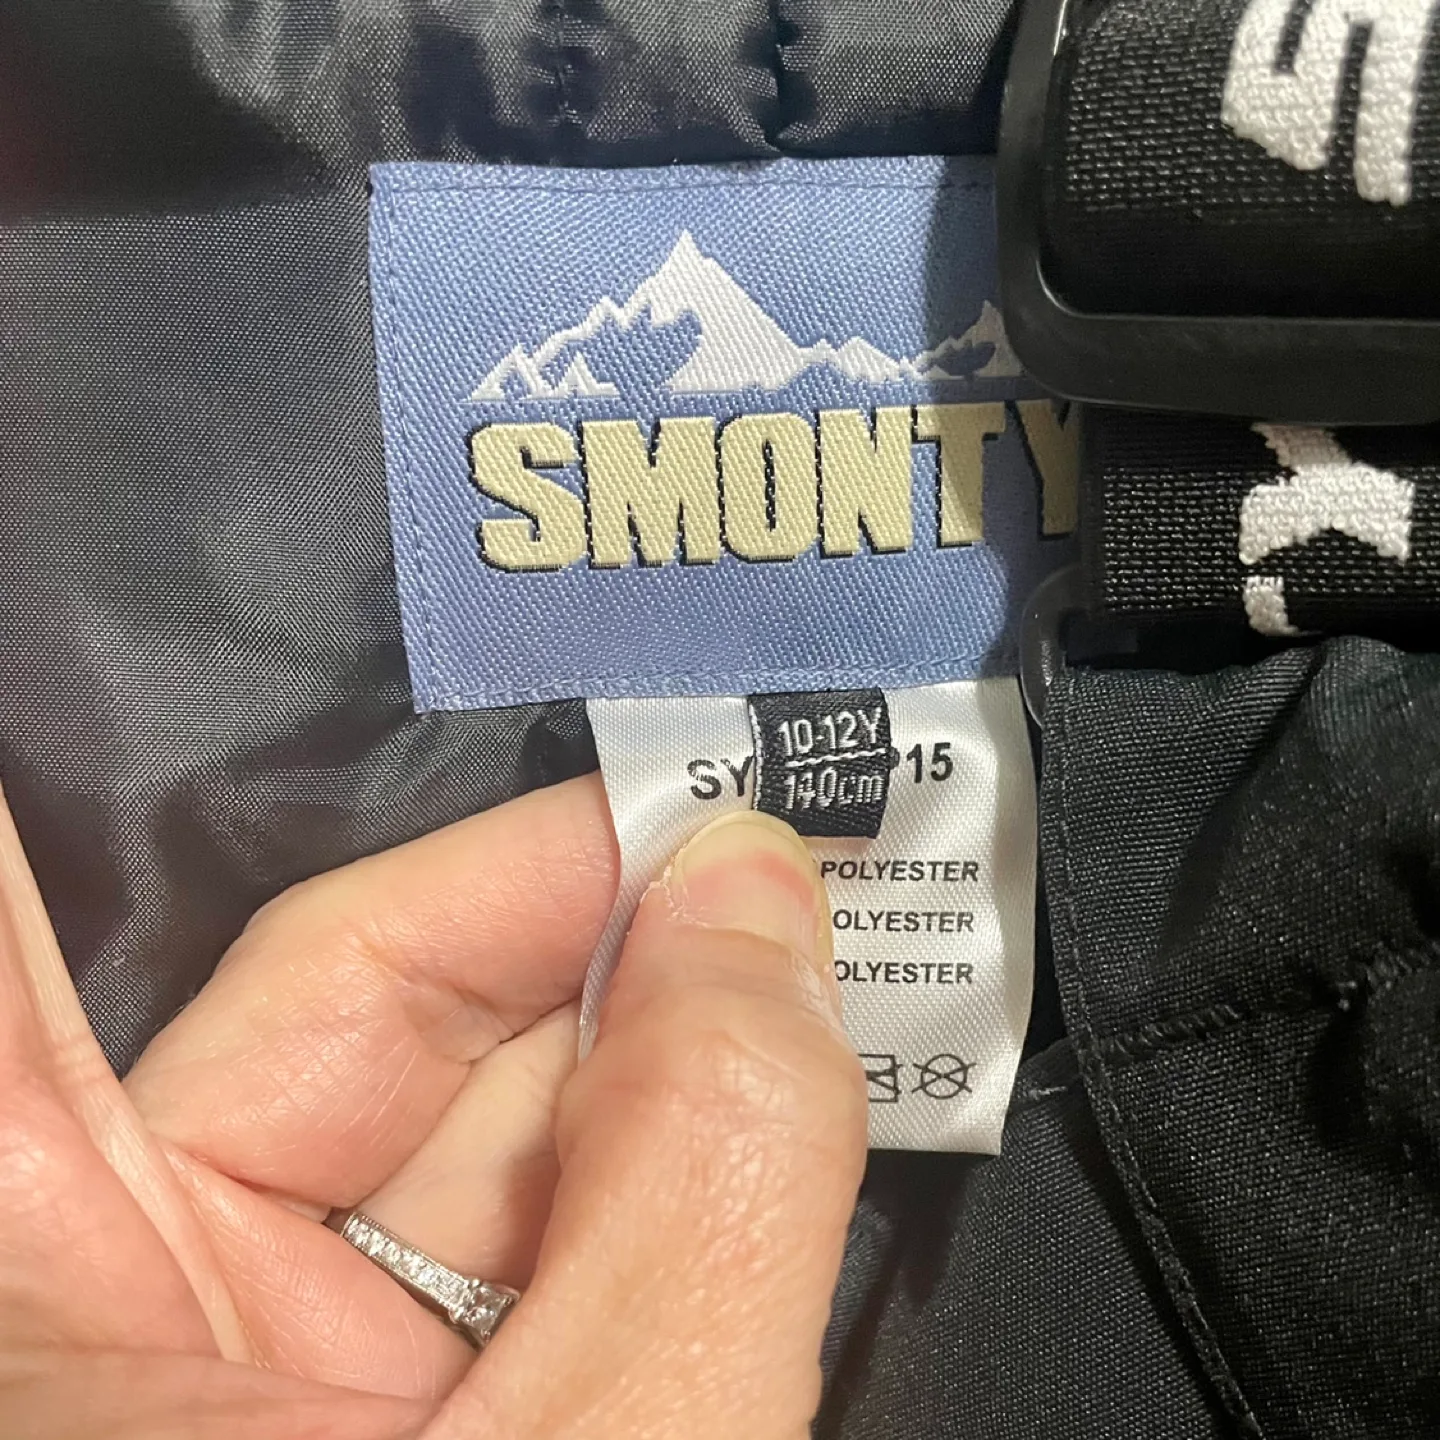 SMONTY
10-12Y
140cm
SY 15
POLYESTER
OLYESTER
OLYESTER